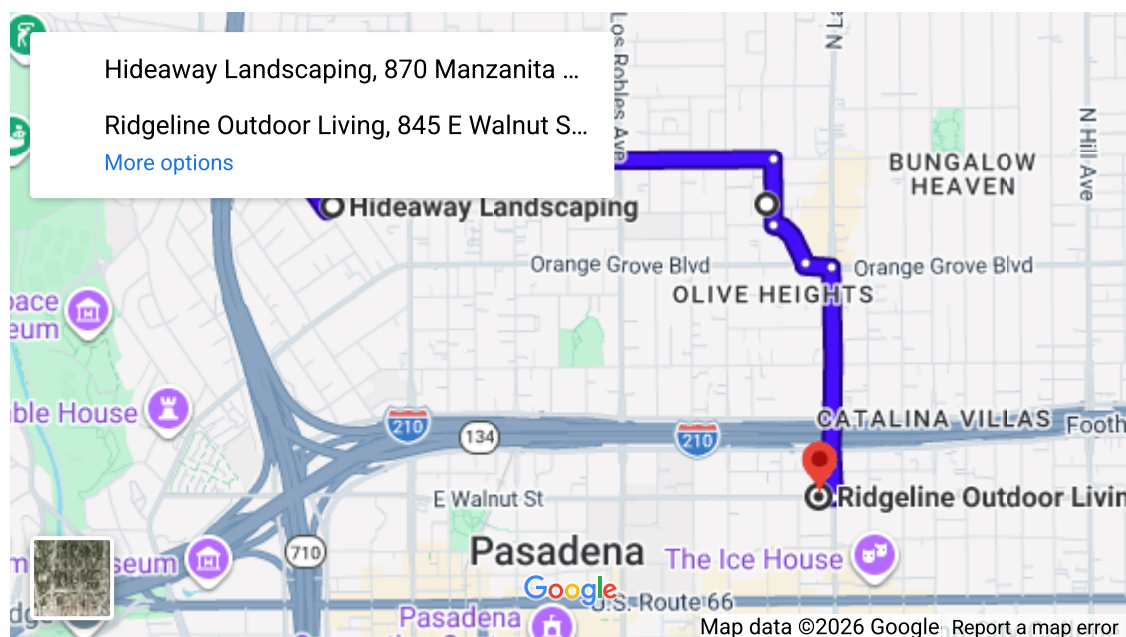 Hideaway Landscaping, 870 Manzanita ...
Ridgeline Outdoor Living, 845 E Walnut S...
More options
Los Robles Ave
N L
N Hill Ave
BUNGALOW
HEAVEN
Hideaway Landscaping
Orange Grove Blvd
Orange Grove Blvd
OLIVE HEIGHTS
pace
eum
ble House
210
134
210
CATALINA VILLAS
Footh
E Walnut St
Ridgeline Outdoor Livin
710
Pasadena
The Ice House
m
seum
Google
U.S. Route 66
dge
Pasadena
Map data ©2026 Google
Report a map error